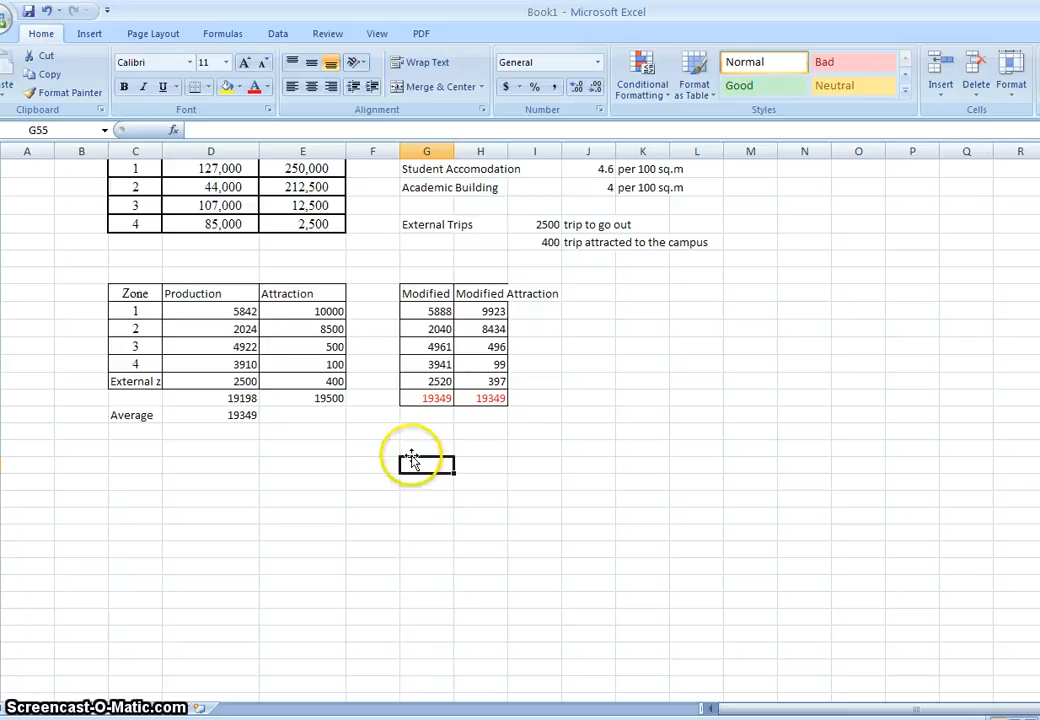 Book1 - Microsoft Excel
Home Insert Page Layout Formulas Data Review View PDF
Cut
Copy
Format Painter
Clipboard
Calibri 11 A A
B I U A
Font
Wrap Text
Merge & Center
Alignment
General
$ % ,
Number
Conditional Formatting
Format as Table
Normal Bad
Good Neutral
Styles
Insert Delete Format
Cells
G55 fx
A B C D E F G H I J K L M N O P Q R
1 127,000 250,000 Student Accomodation 4.6 per 100 sq.m
2 44,000 212,500 Academic Building 4 per 100 sq.m
3 107,000 12,500
4 85,000 2,500 External Trips 2500 trip to go out
400 trip attracted to the campus
Zone Production Attraction Modified Modified Attraction
1 5842 10000 5888 9923
2 2024 8500 2040 8434
3 4922 500 4961 496
4 3910 100 3941 99
External z 2500 400 2520 397
19198 19500 19349 19349
Average 19349
Screencast-O-Matic.com